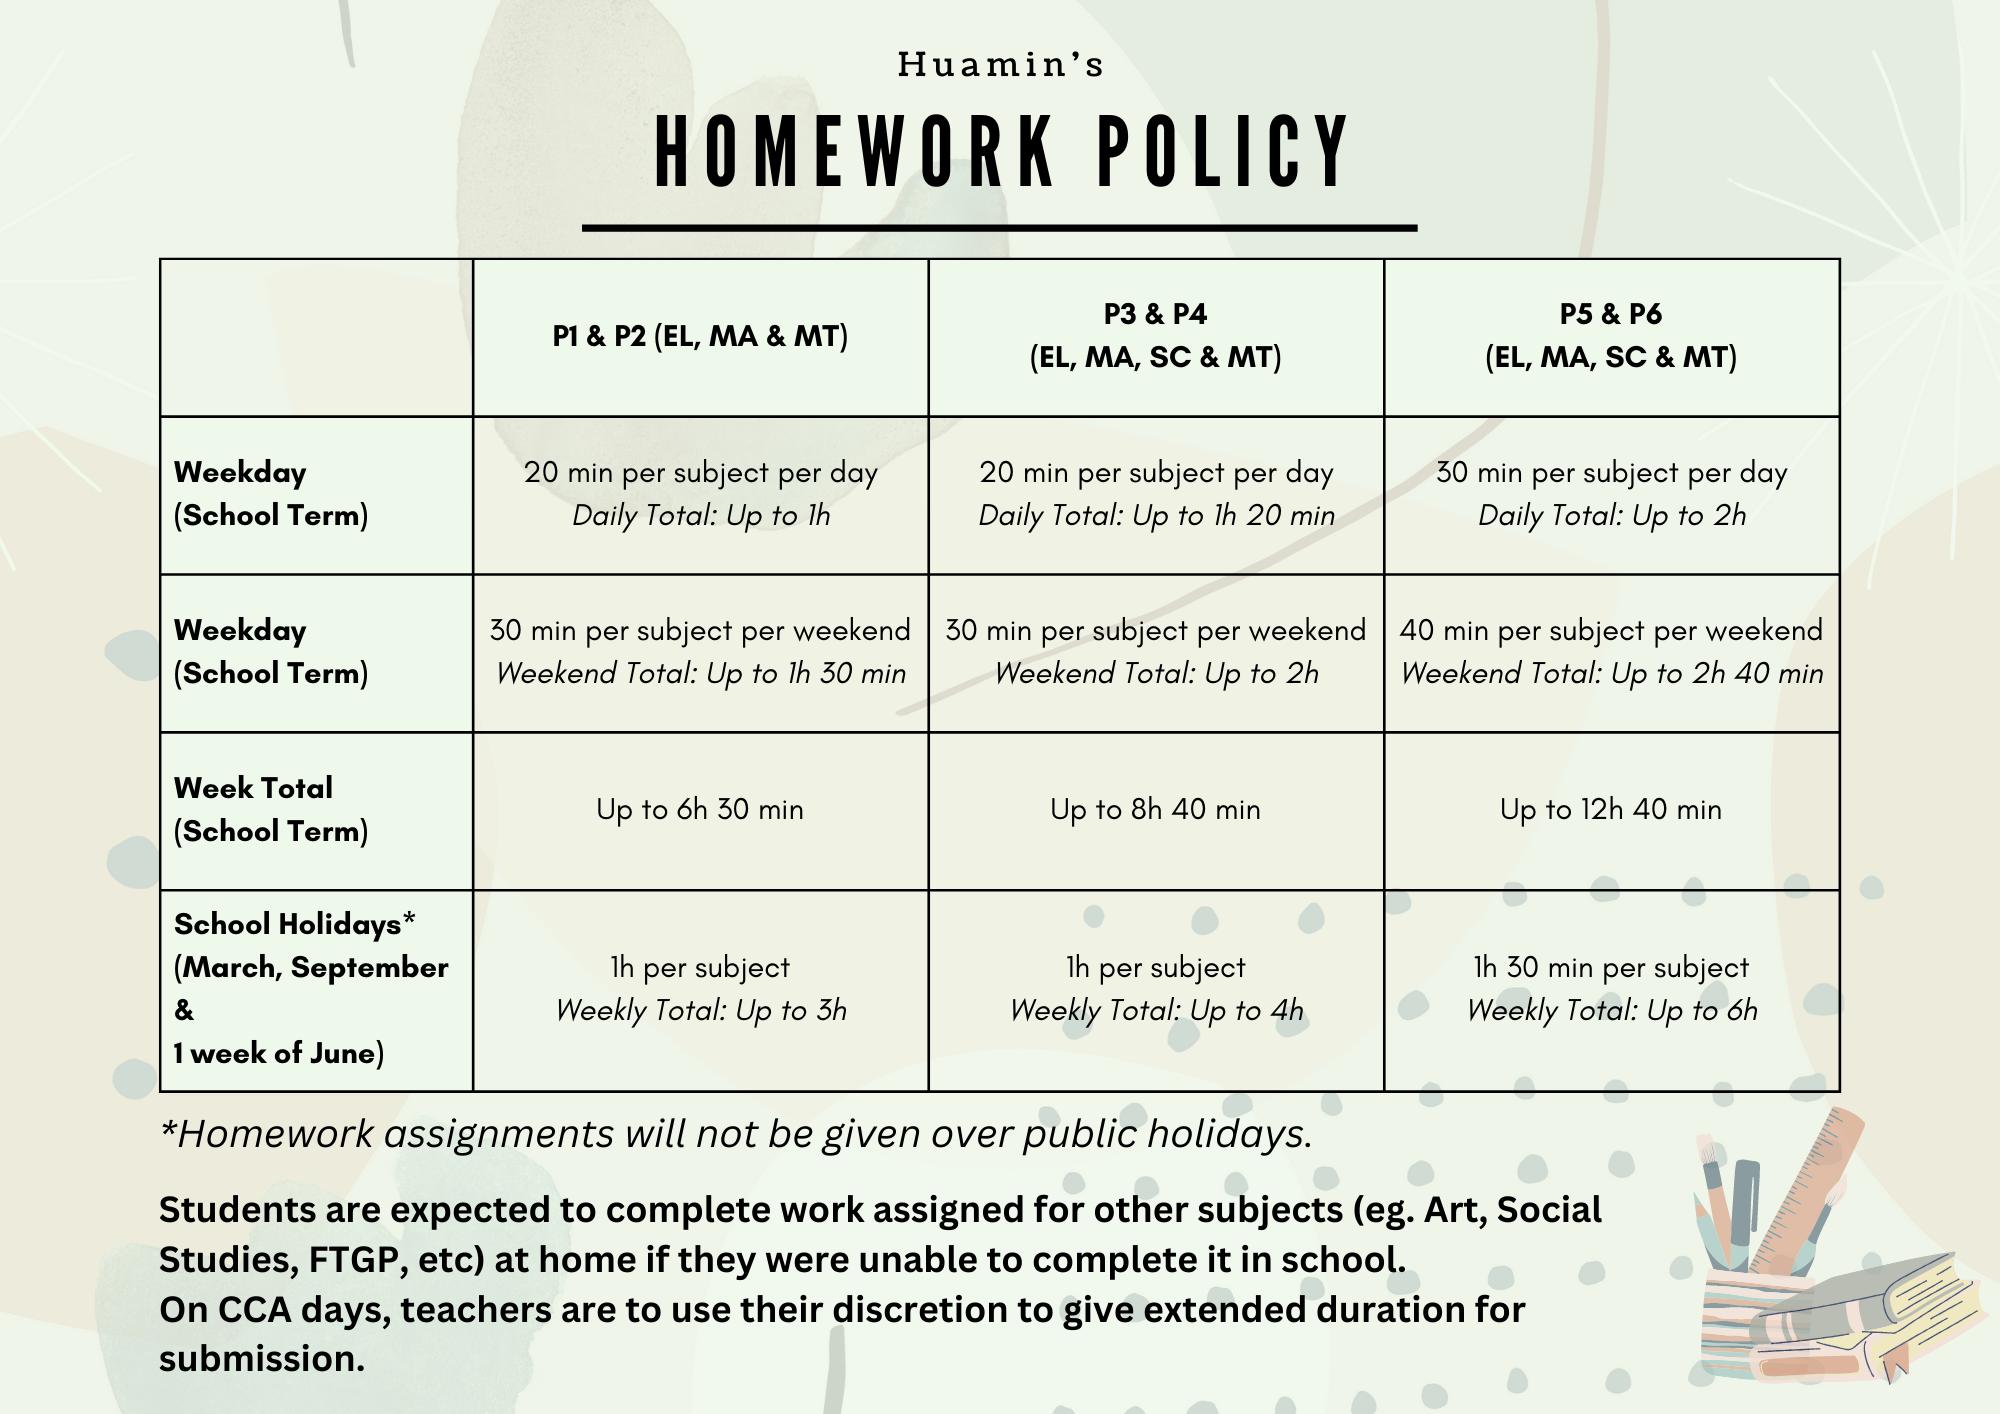 Huamin’s
HOMEWORK POLICY
P1 & P2 (EL, MA & MT)
P3 & P4
(EL, MA, SC & MT)
P5 & P6
(EL, MA, SC & MT)
Weekday
(School Term)
20 min per subject per day
Daily Total: Up to 1h
20 min per subject per day
Daily Total: Up to 1h 20 min
30 min per subject per day
Daily Total: Up to 2h
Weekday
(School Term)
30 min per subject per weekend
Weekend Total: Up to 1h 30 min
30 min per subject per weekend
Weekend Total: Up to 2h
40 min per subject per weekend
Weekend Total: Up to 2h 40 min
Week Total
(School Term)
Up to 6h 30 min
Up to 8h 40 min
Up to 12h 40 min
School Holidays*
(March, September
&
1 week of June)
1h per subject
Weekly Total: Up to 3h
1h per subject
Weekly Total: Up to 4h
1h 30 min per subject
Weekly Total: Up to 6h
*Homework assignments will not be given over public holidays.
Students are expected to complete work assigned for other subjects (eg. Art, Social
Studies, FTGP, etc) at home if they were unable to complete it in school.
On CCA days, teachers are to use their discretion to give extended duration for
submission.